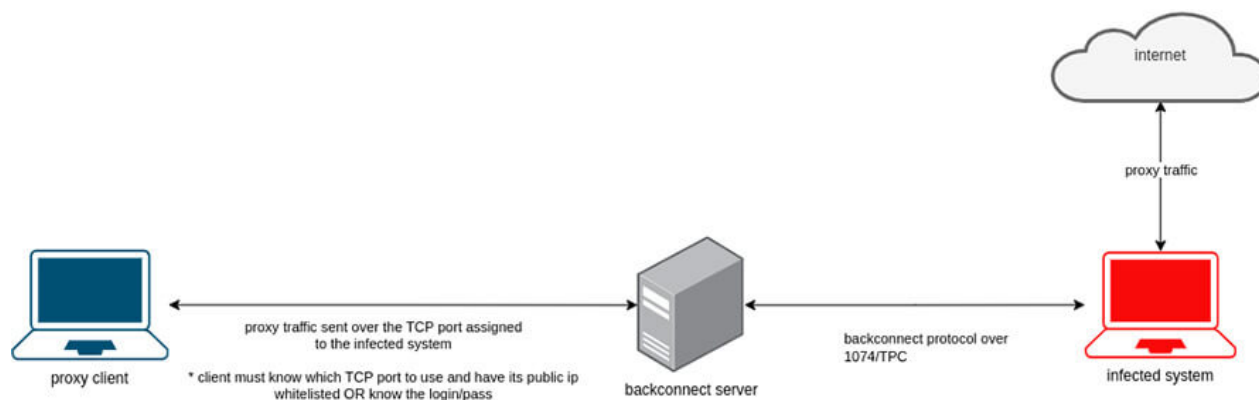 internet
proxy traffic
proxy traffic sent over the TCP port assigned
to the infected system
* client must know which TCP port to use and have its public ip
whitelisted OR know the login/pass
backconnect protocol over
1074/TPC
proxy client
backconnect server
infected system